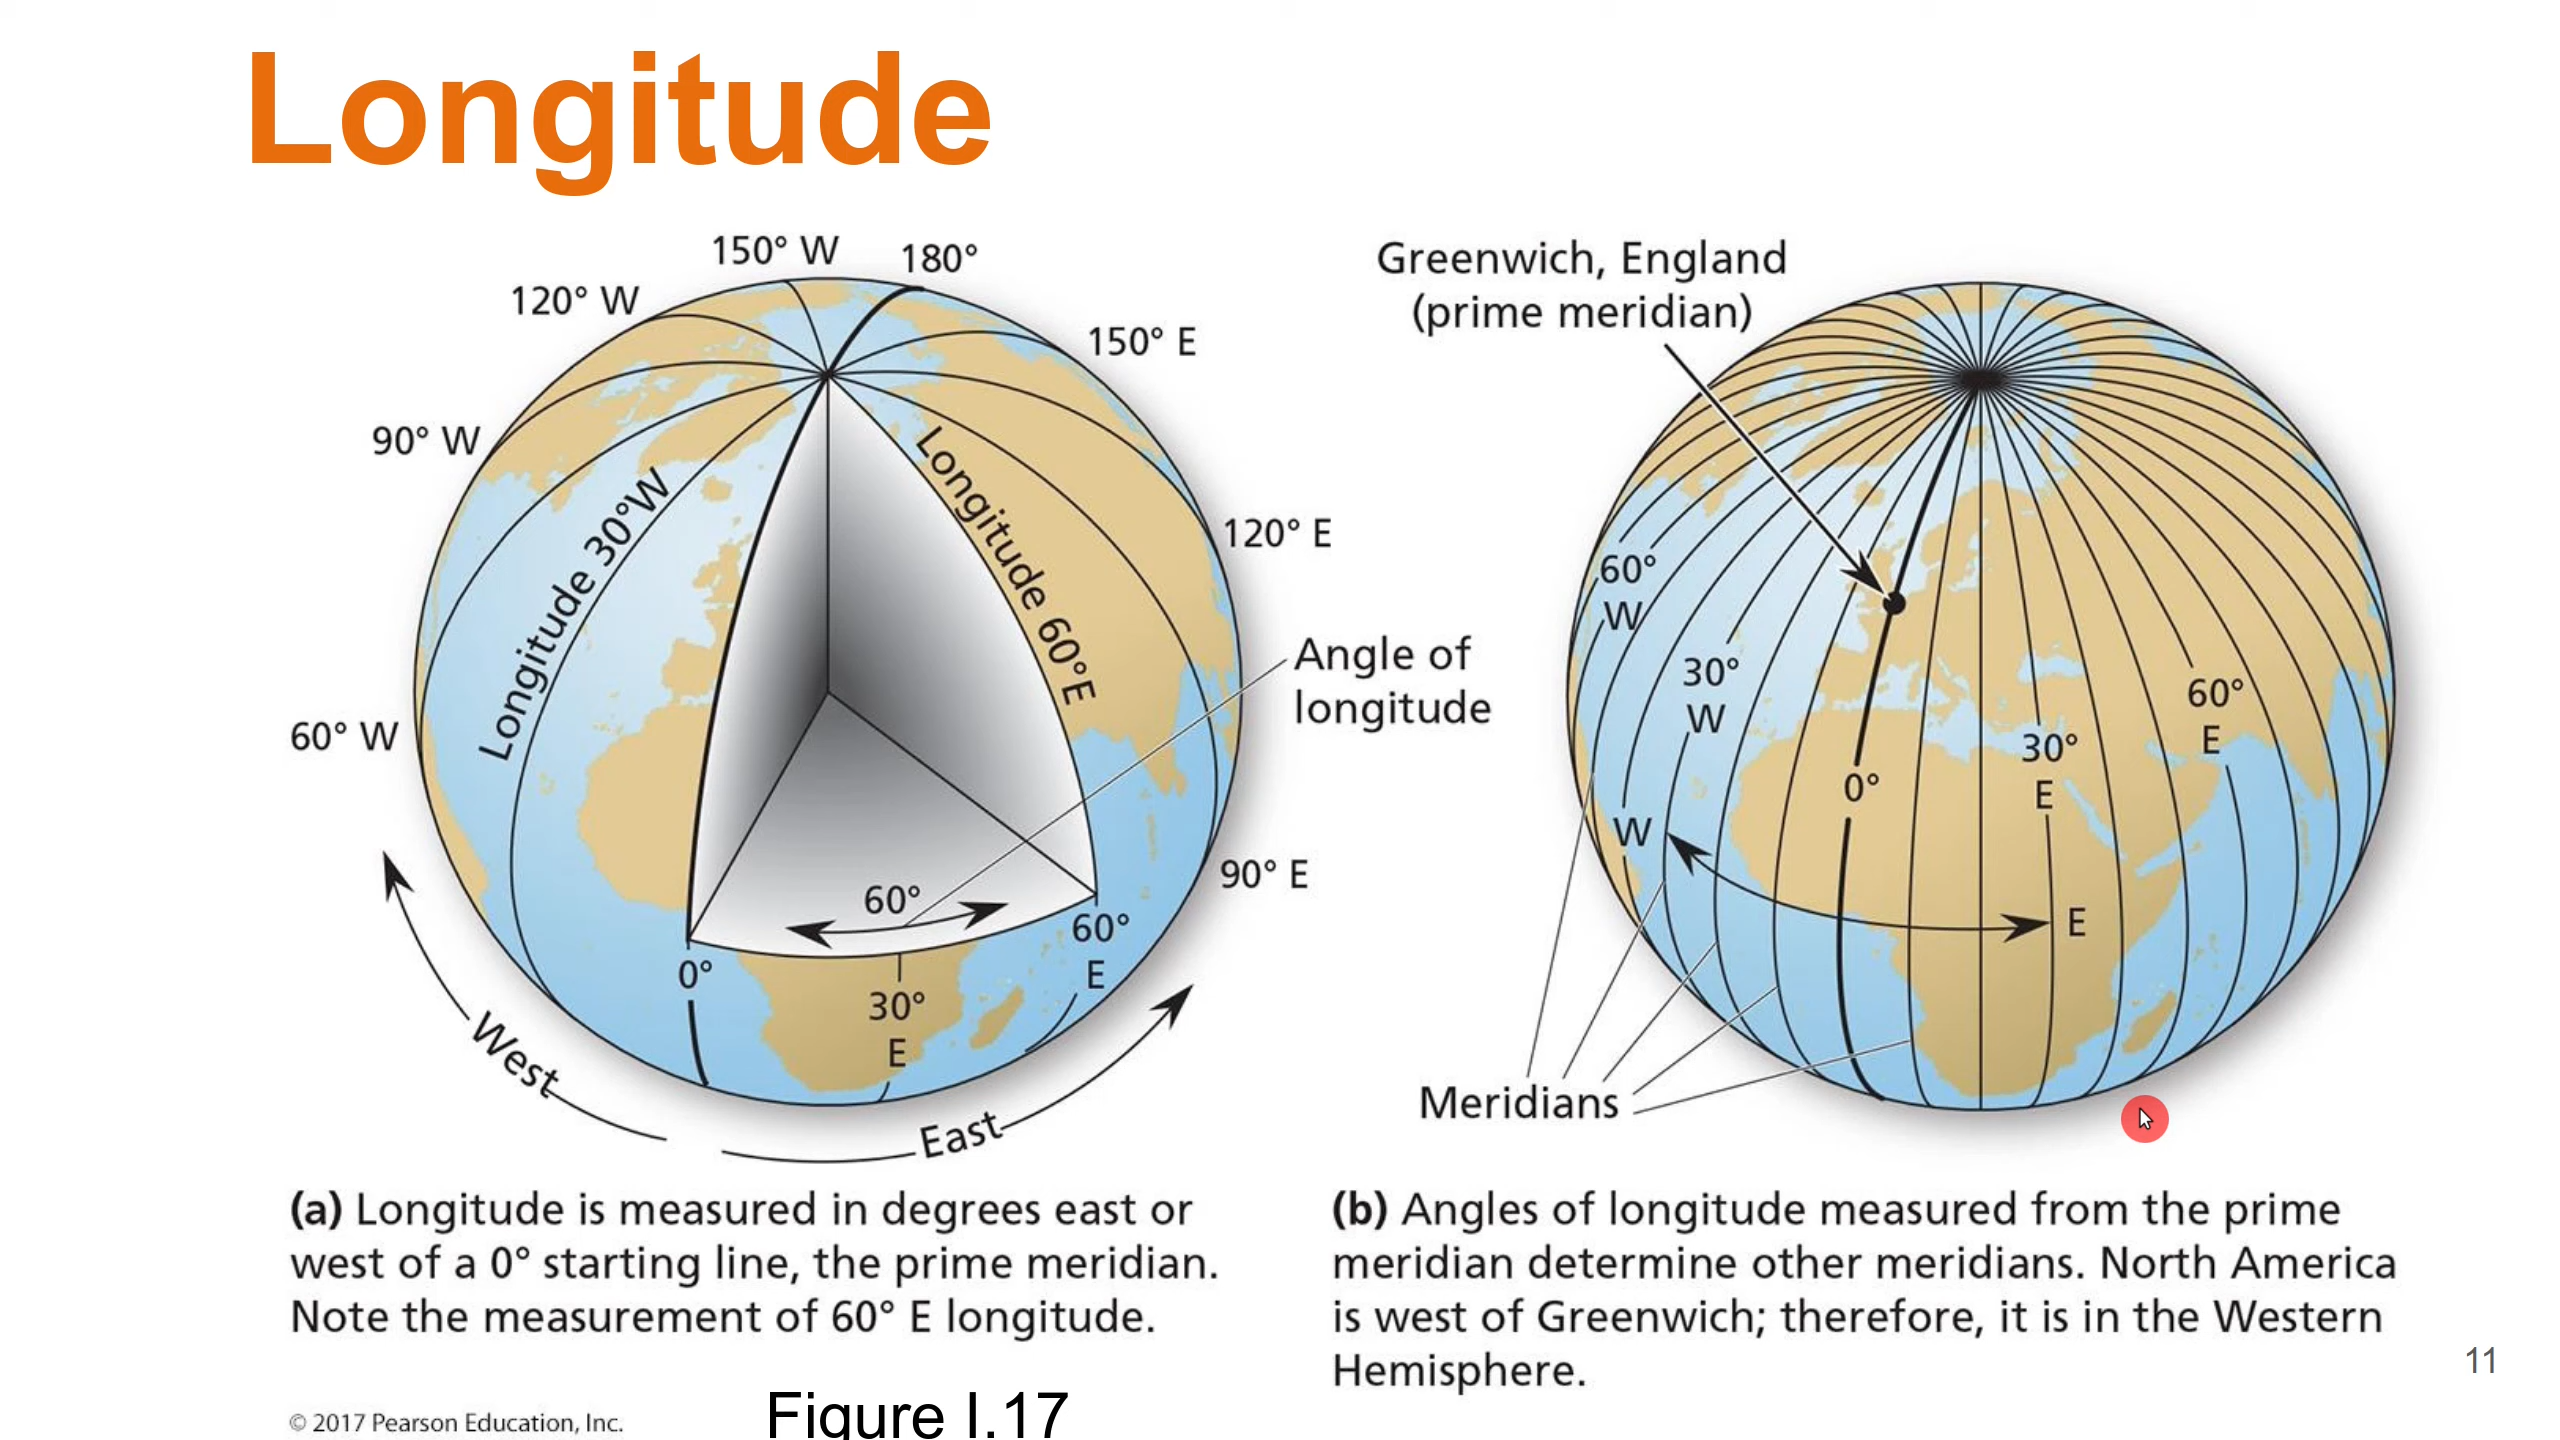 Longitude
150° W
180°
120° W
150° E
90° W
Longitude 30°W
Longitude 60°E
120° E
60° W
Angle of
longitude
60°
90° E
0°
60°
E
30°
E
West
East
(a) Longitude is measured in degrees east or
west of a 0° starting line, the prime meridian.
Note the measurement of 60° E longitude.
Greenwich, England
(prime meridian)
60°
W
30°
W
60°
E
30°
E
0°
W
E
Meridians
(b) Angles of longitude measured from the prime
meridian determine other meridians. North America
is west of Greenwich; therefore, it is in the Western
Hemisphere.
11
© 2017 Pearson Education, Inc.
Figure I.17